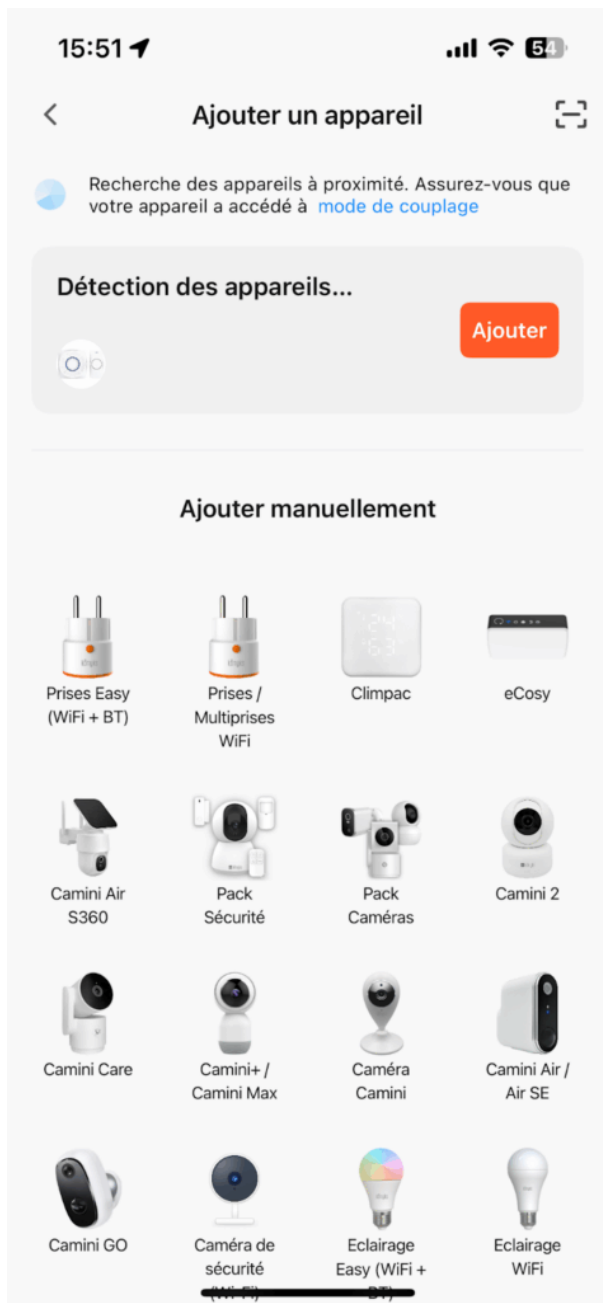 15:51
54
Ajouter un appareil
Recherche des appareils à proximité. Assurez-vous que
votre appareil a accédé à mode de couplage
Détection des appareils...
Ajouter
Ajouter manuellement
Prises Easy
(WiFi + BT)
Prises /
Multiprises
WiFi
Climpac
eCosy
Camini Air
S360
Pack
Sécurité
Pack
Caméras
Camini 2
Camini Care
Camini+ /
Camini Max
Caméra
Camini
Camini Air /
Air SE
Camini GO
Caméra de
sécurité
(Wi-Fi)
Eclairage
Easy (WiFi +
BT)
Eclairage
WiFi